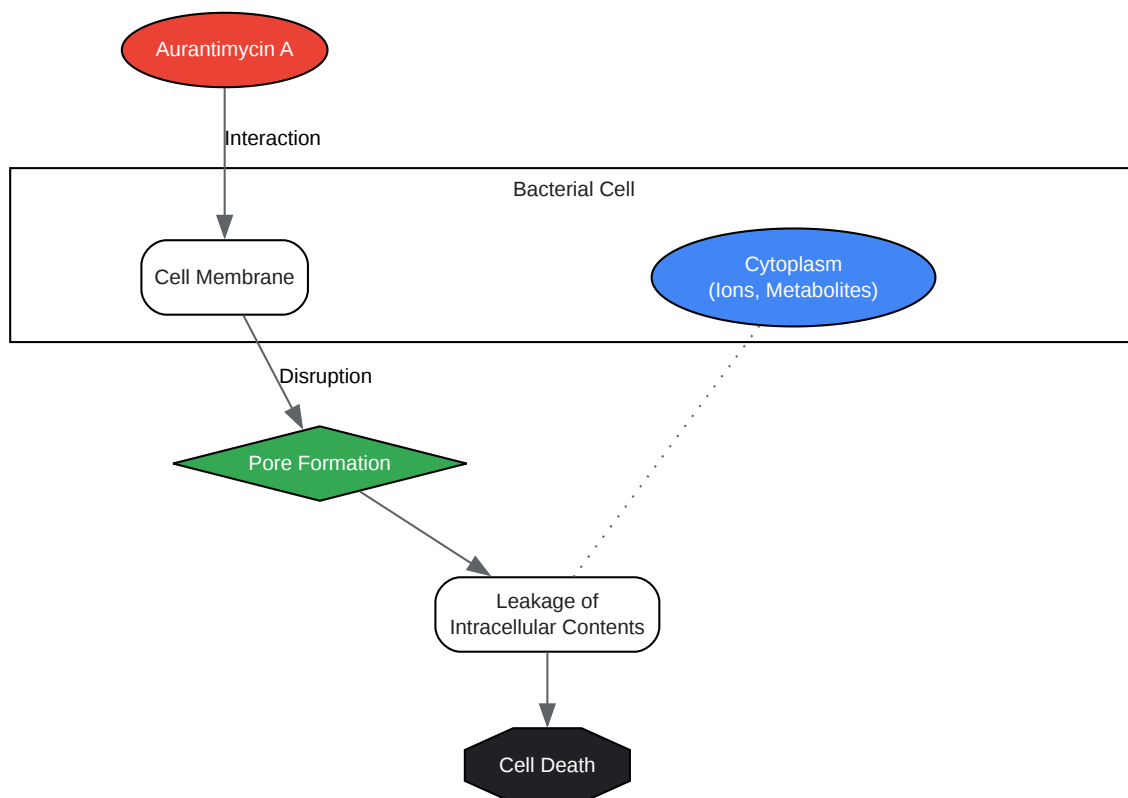 Aurantimycin A
Interaction
Bacterial Cell
Cell Membrane
Cytoplasm
(Ions, Metabolites)
Disruption
Pore Formation
Leakage of
Intracellular Contents
Cell Death